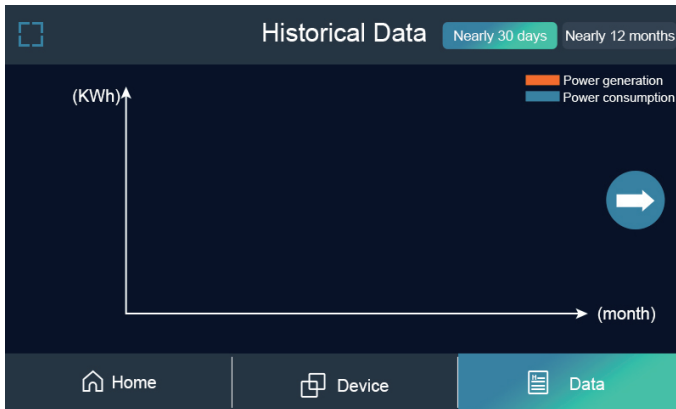 Historical Data
Nearly 30 days
Nearly 12 months
Power generation
Power consumption
(KWh)
(month)
Home
Device
Data